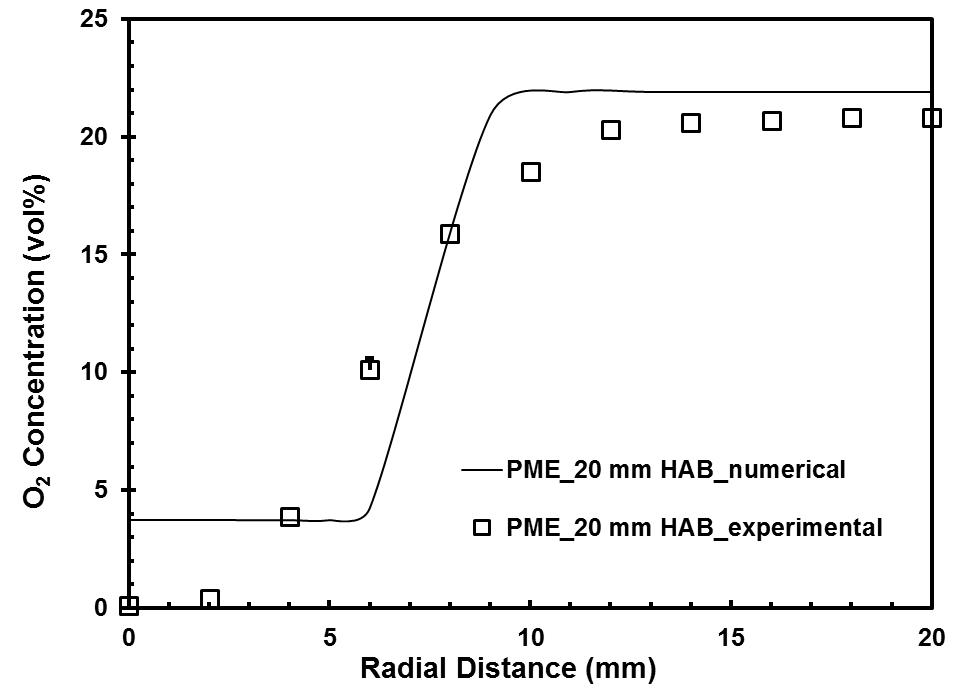 25
20
15
10
5
0
O₂ Concentration (vol%)
PME_20 mm HAB_numerical
PME_20 mm HAB_experimental
0 5 10 15 20
Radial Distance (mm)